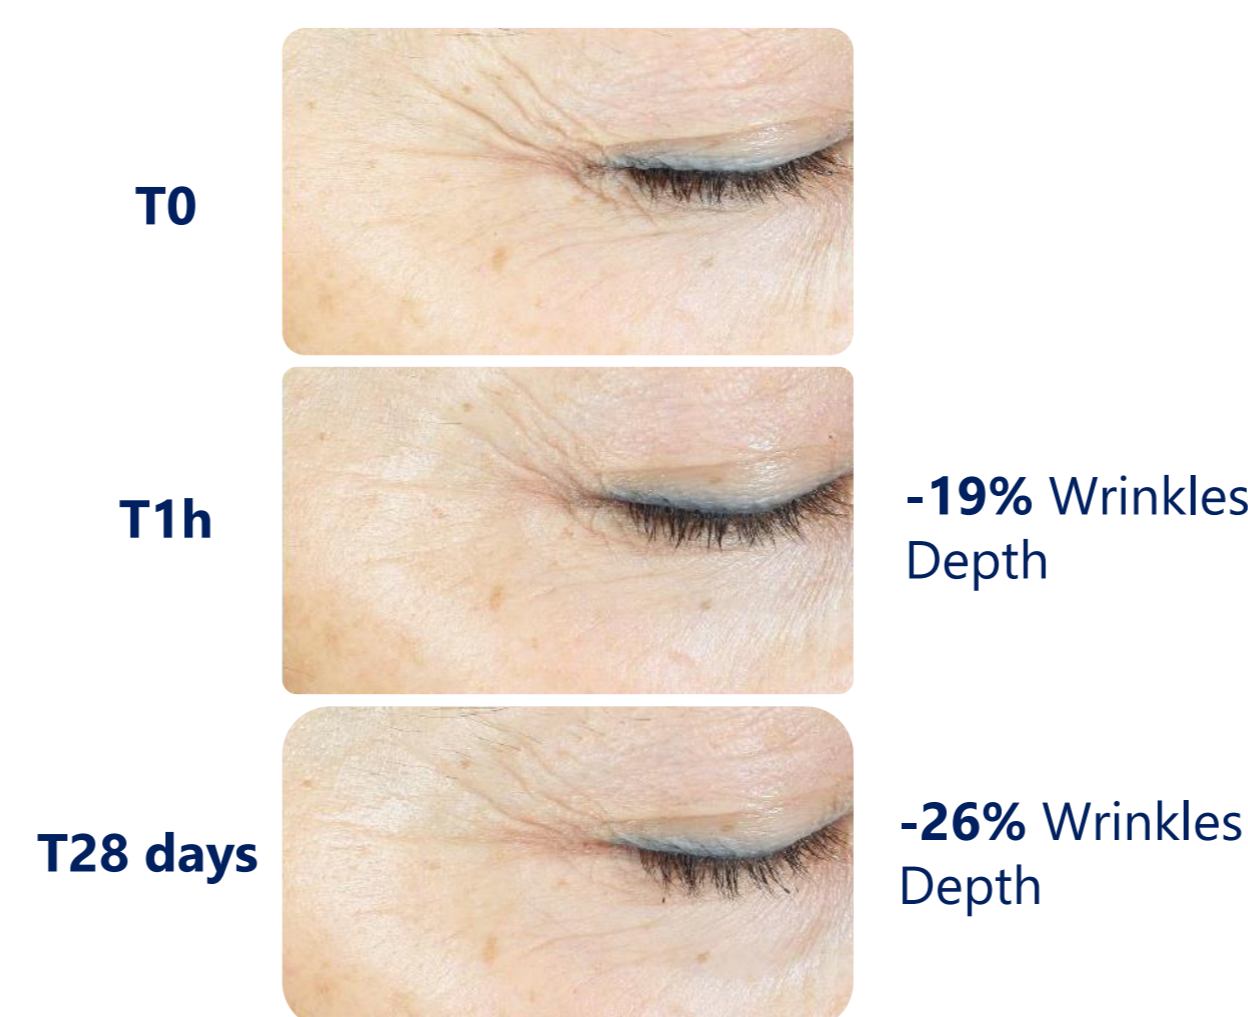 T0
T1h
-19% Wrinkles
Depth
T28 days
-26% Wrinkles
Depth